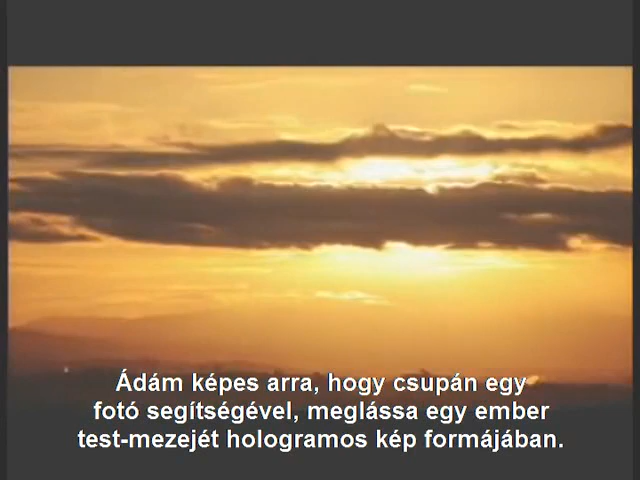 Ádám képes arra, hogy csupán egy
fotó segítségével, meglássa egy ember
test-mezejét hologramos kép formájában.